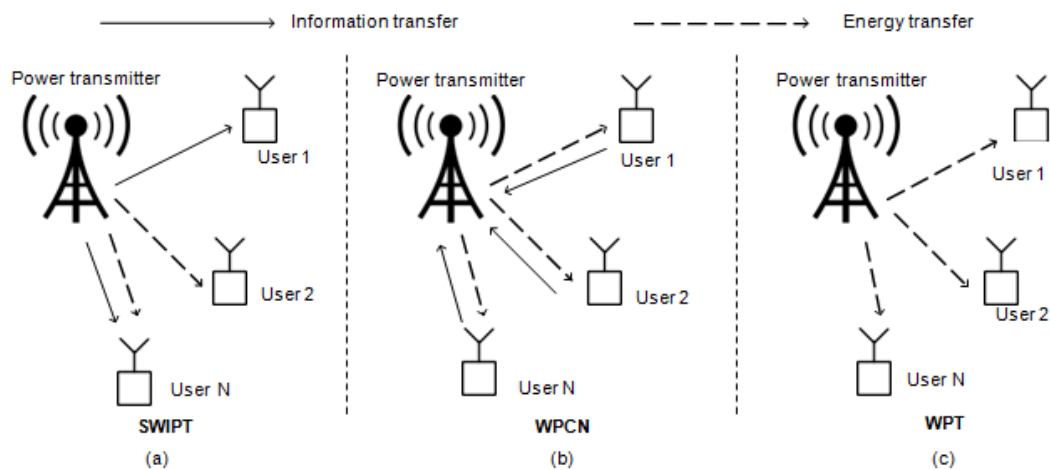 Information transfer
Energy transfer
Power transmitter
User 1
User 2
User N
SWIPT
(a)
Power transmitter
User 1
User 2
User N
WPCN
(b)
Power transmitter
User 1
User 2
User N
WPT
(c)